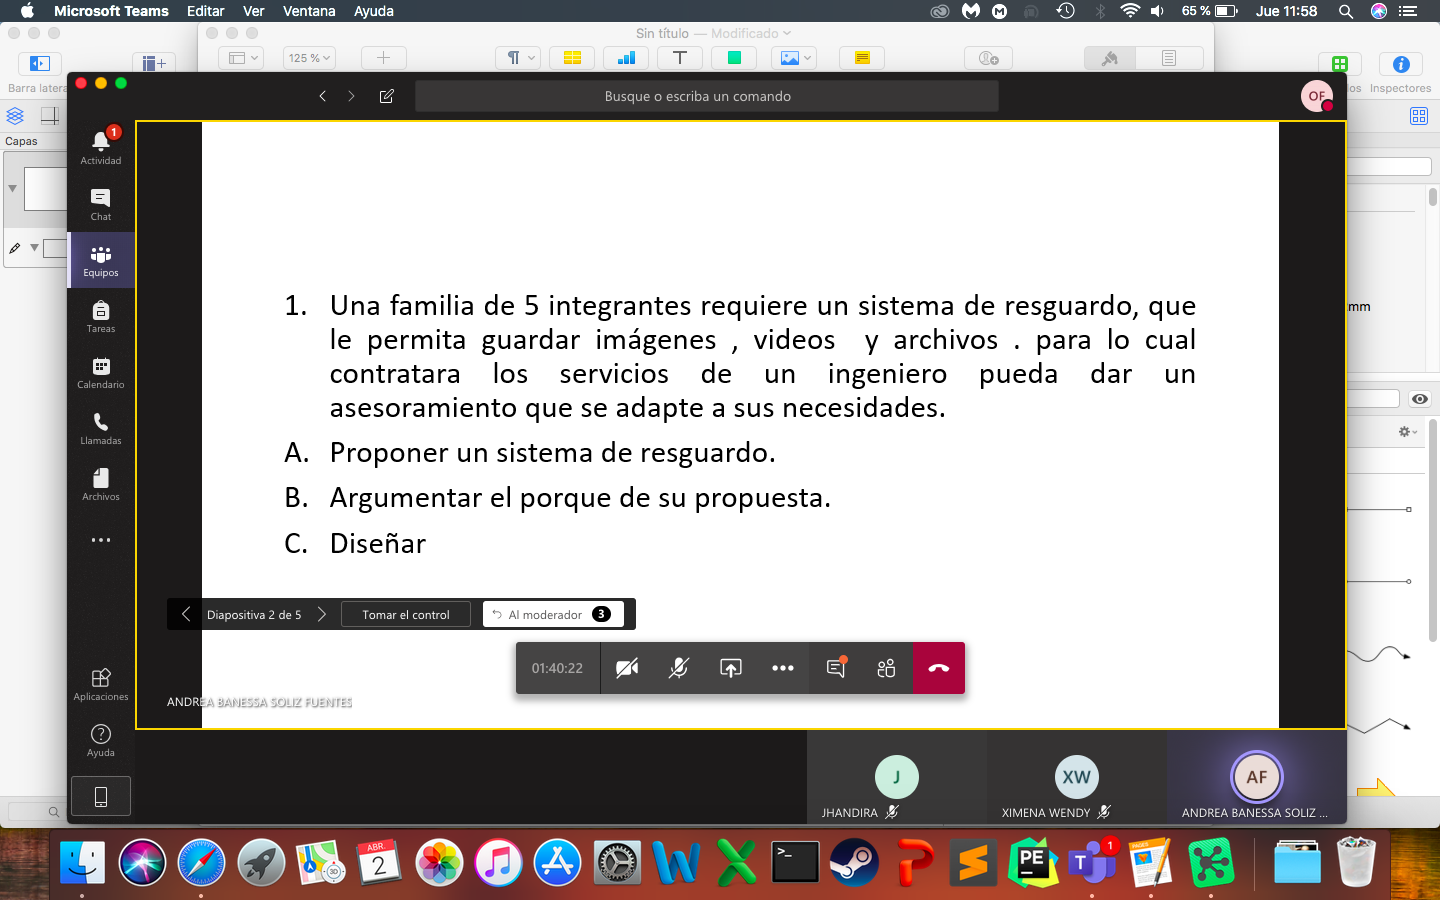 Microsoft Teams Editar Ver Ventana Ayuda
65 % Jue 11:58
Sin título — Modificado
125 %
Barra latera
ios Inspectores
Busque o escriba un comando
OF
Capas
1
Actividad
Chat
Equipos
Tareas
Calendario
Llamadas
Archivos
Aplicaciones
Ayuda
mm
1. Una familia de 5 integrantes requiere un sistema de resguardo, que
le permita guardar imágenes , videos y archivos . para lo cual
contratara los servicios de un ingeniero pueda dar un
asesoramiento que se adapte a sus necesidades.
A. Proponer un sistema de resguardo.
B. Argumentar el porque de su propuesta.
C. Diseñar
Diapositiva 2 de 5 Tomar el control Al moderador 3
01:40:22
ANDREA BANESSA SOLIZ FUENTES
J
JHANDIRA
XW
XIMENA WENDY
AF
ANDREA BANESSA SOLIZ ...
3D
ABR.
2
PE
T
1
PAGES